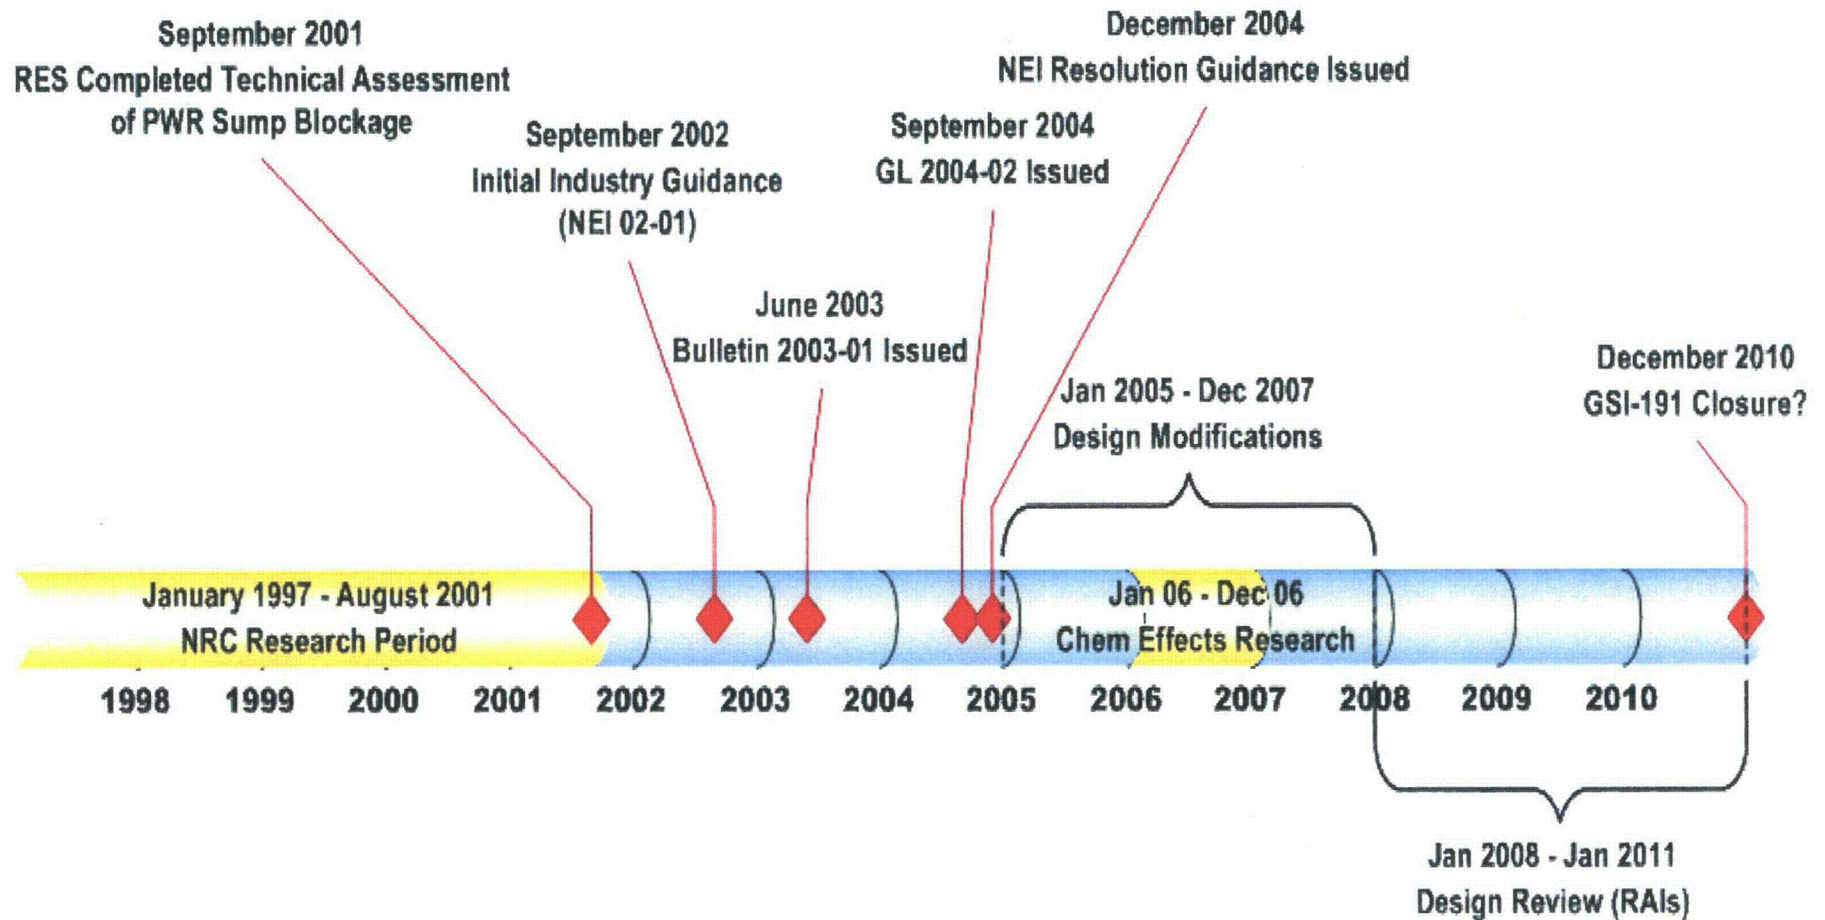 September 2001
RES Completed Technical Assessment
of PWR Sump Blockage
September 2002
Initial Industry Guidance
(NEI 02-01)
June 2003
Bulletin 2003-01 Issued
September 2004
GL 2004-02 Issued
December 2004
NEI Resolution Guidance Issued
Jan 2005 - Dec 2007
Design Modifications
December 2010
GSI-191 Closure?
January 1997 - August 2001
NRC Research Period
Jan 06 - Dec 06
Chem Effects Research
1998 1999 2000 2001 2002 2003 2004 2005 2006 2007 2008 2009 2010
Jan 2008 - Jan 2011
Design Review (RAIs)